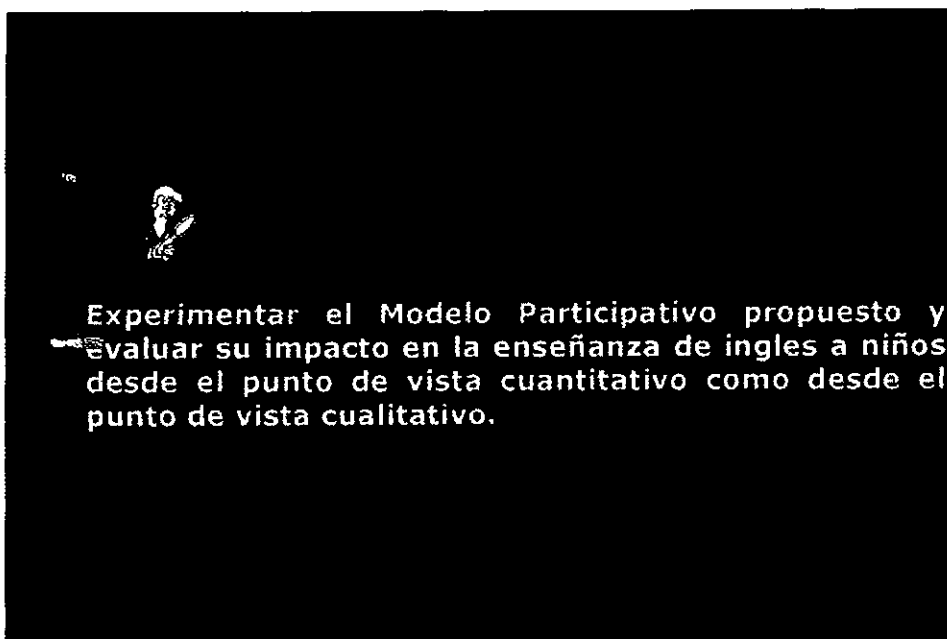 Experimentar el Modelo Participativo propuesto y
evaluar su impacto en la enseñanza de ingles a niños
desde el punto de vista cuantitativo como desde el
punto de vista cualitativo.